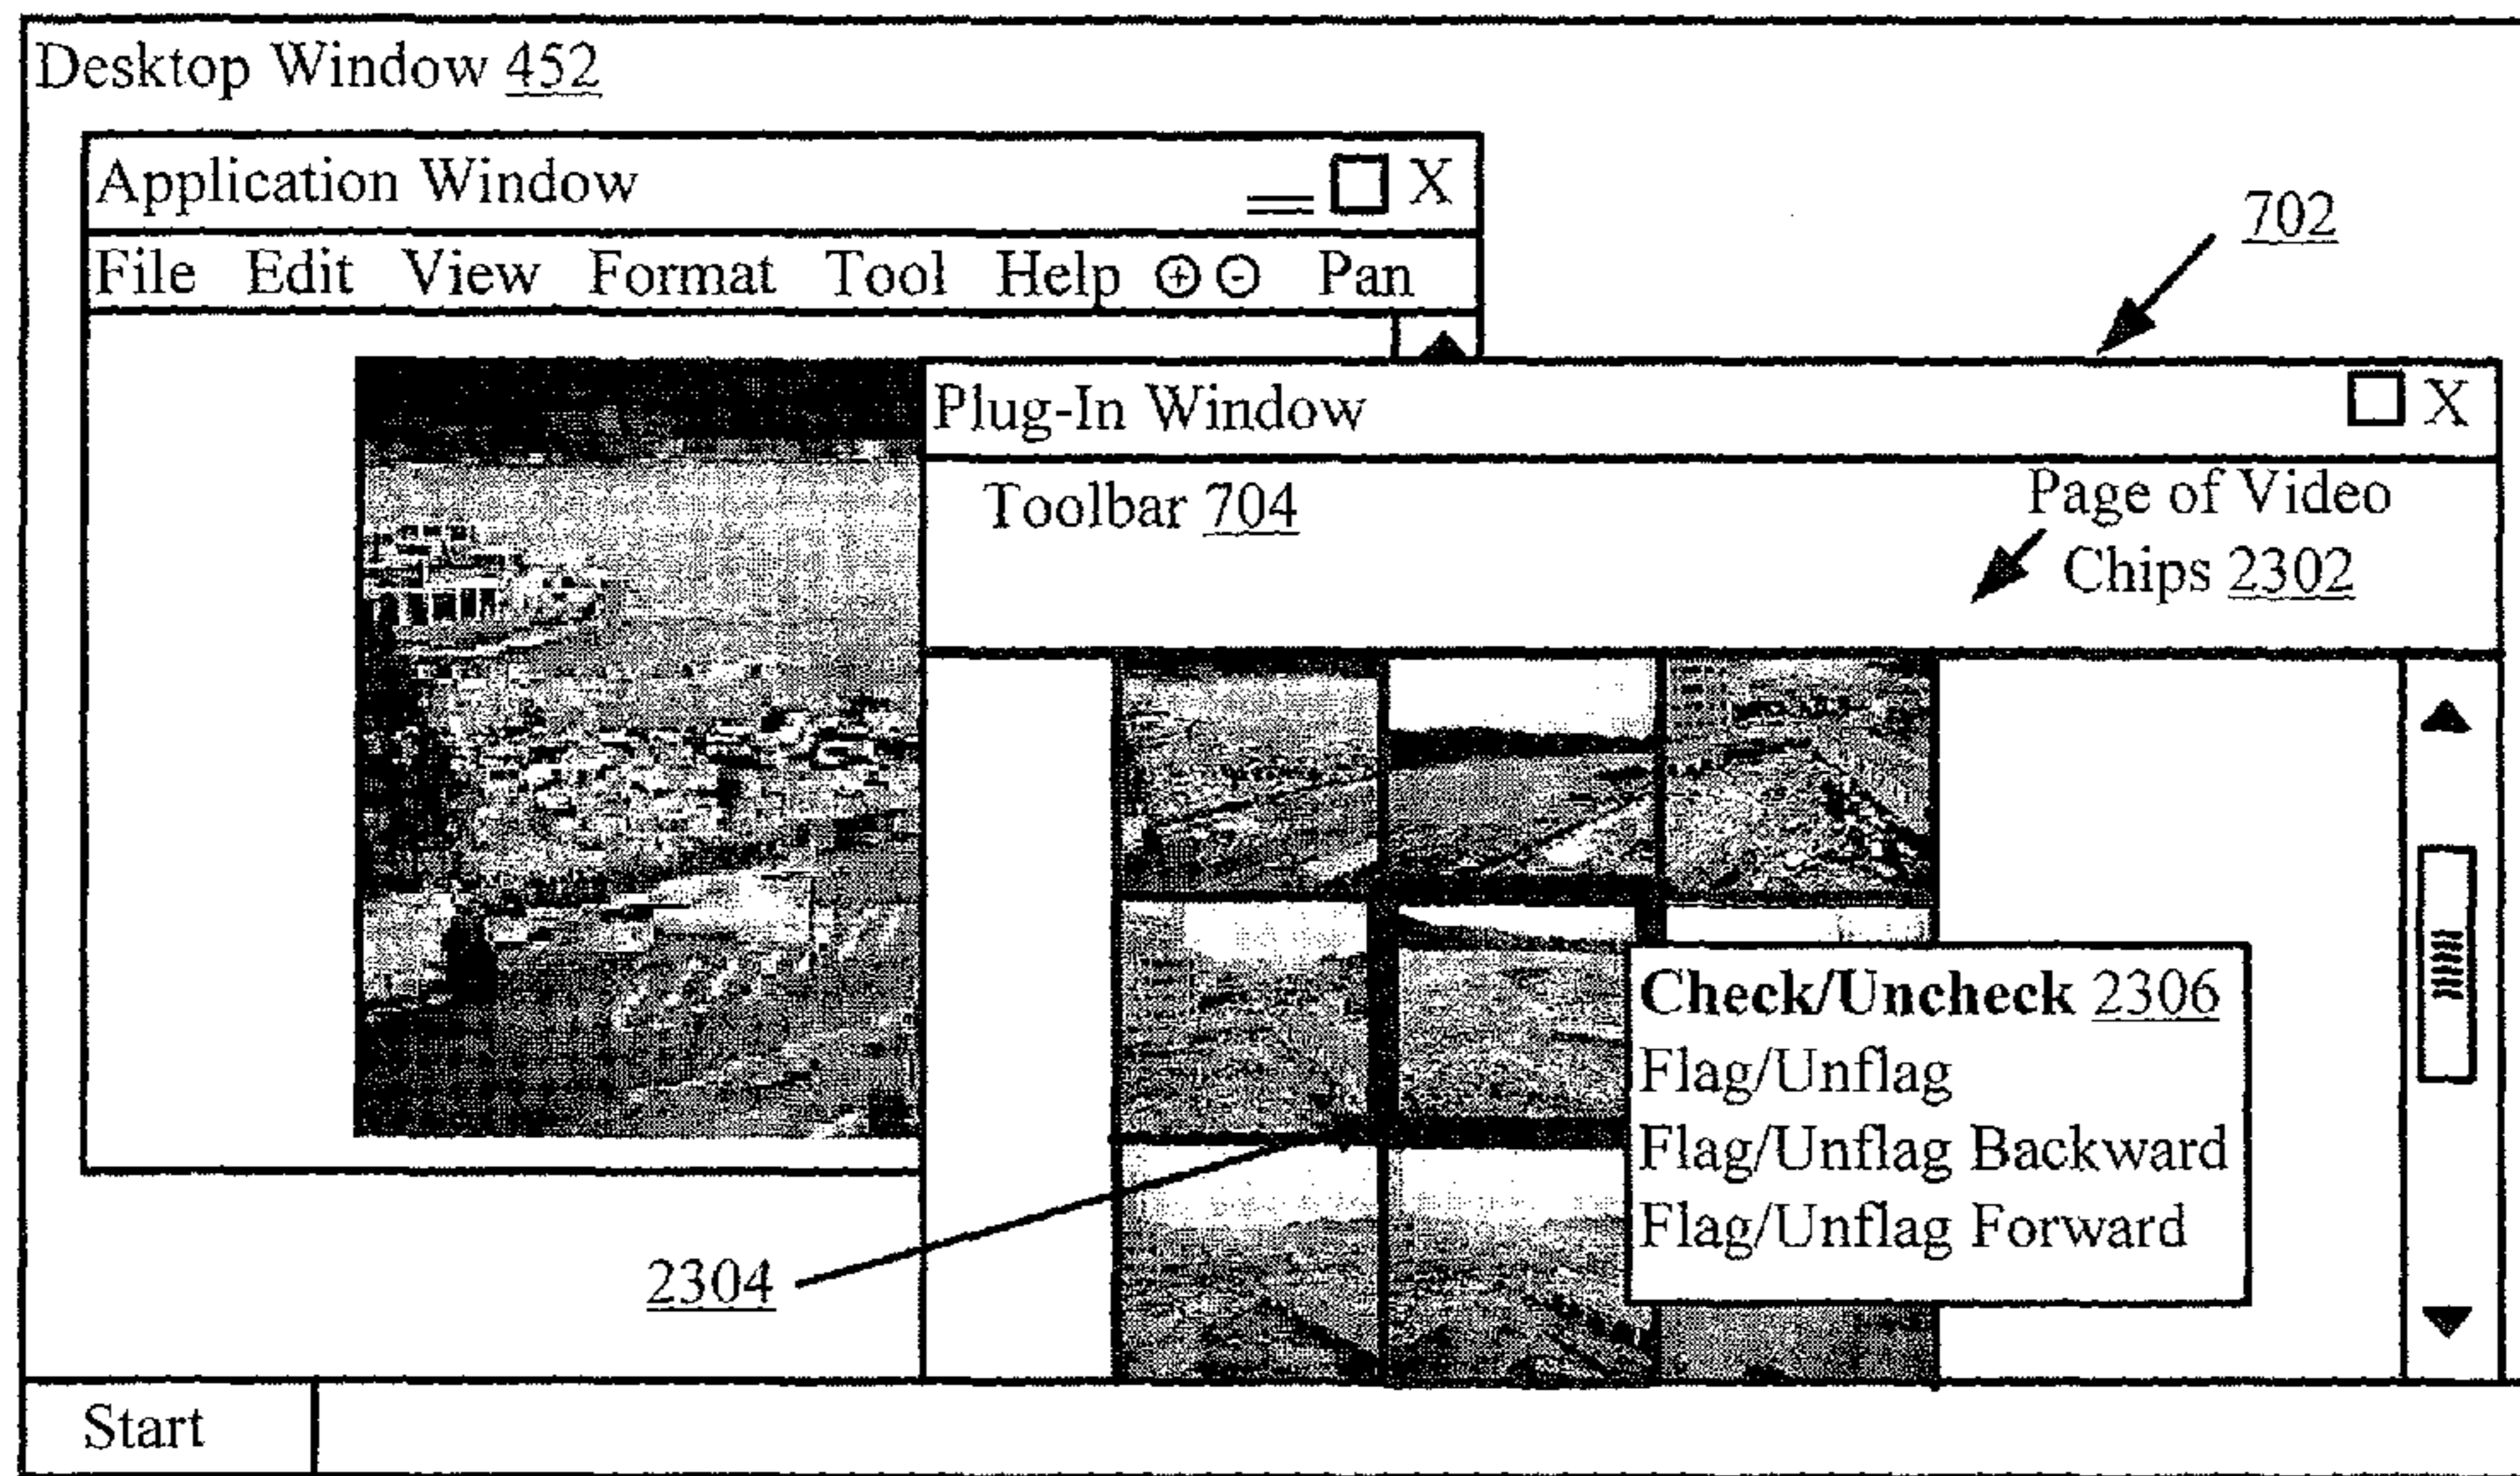 Desktop Window 452
Application Window X
File Edit View Format Tool Help + - Pan
702
Plug-In Window X
Toolbar 704
Page of Video
Chips 2302
Check/Uncheck 2306
Flag/Unflag
Flag/Unflag Backward
Flag/Unflag Forward
2304
Start